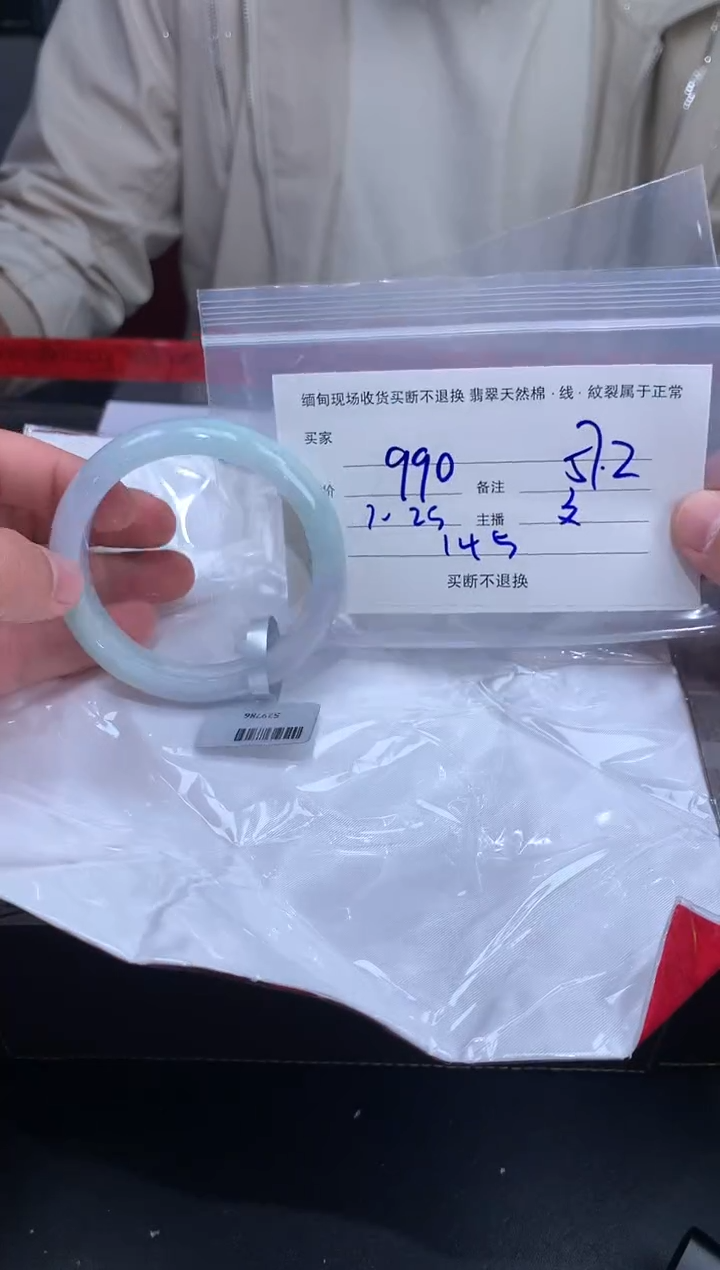 缅甸现场收货买断不退换 翡翠天然棉·线·紋裂属于正常
买家
价 990 备注 57.2
7.25 主播
145
买断不退换
529786